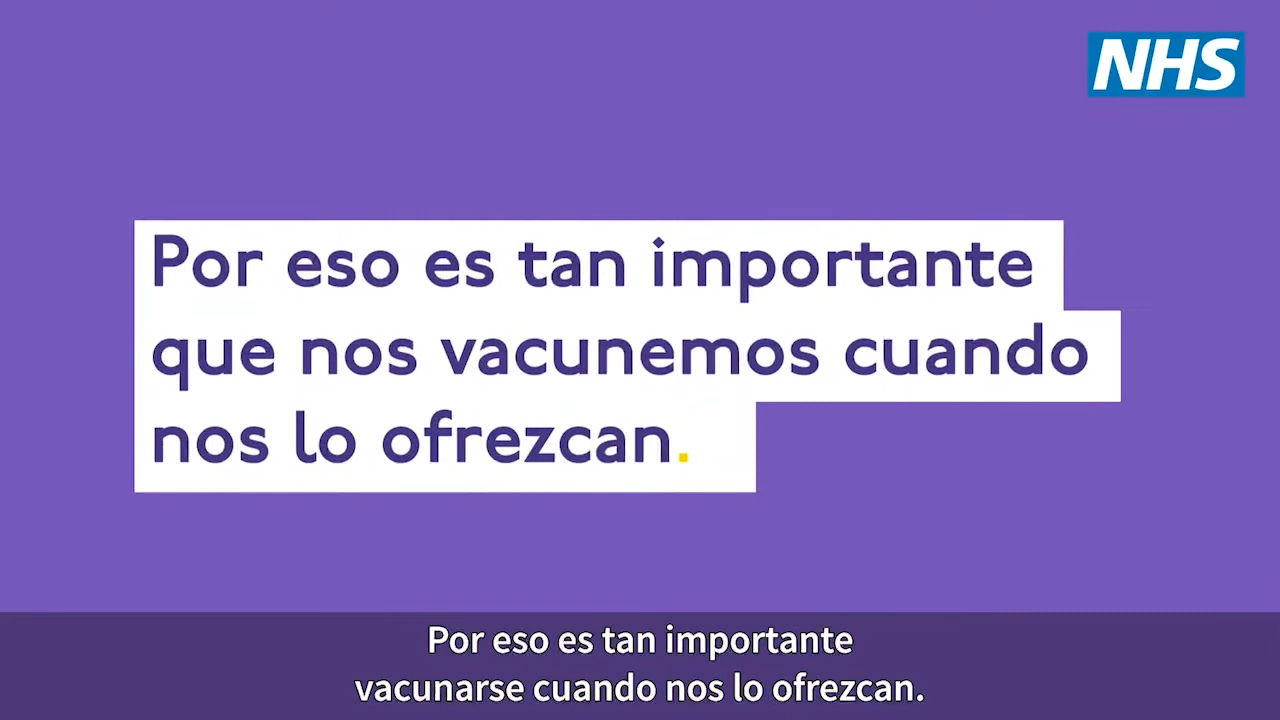 NHS
Por eso es tan importante
que nos vacunemos cuando
nos lo ofrezcan.
Por eso es tan importante
vacunarse cuando nos lo ofrezcan.